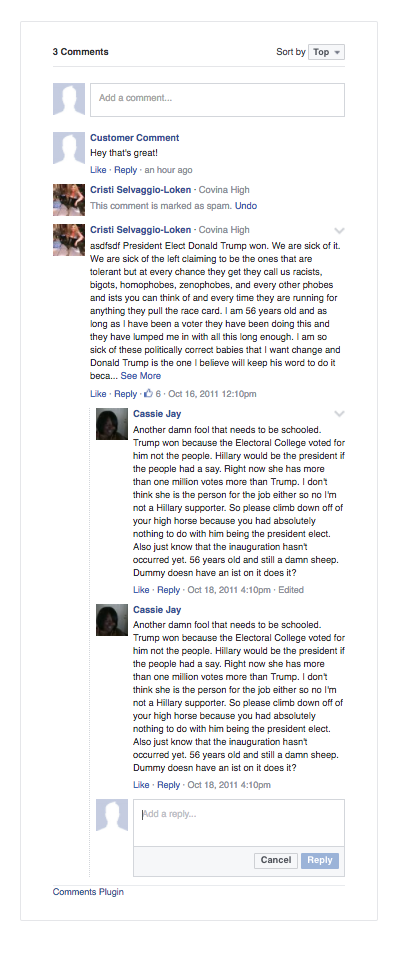 3 Comments
Sort by Top
Add a comment...
Customer Comment
Hey that's great!
Like · Reply · an hour ago
Cristi Selvaggio-Loken · Covina High
This comment is marked as spam. Undo
Cristi Selvaggio-Loken · Covina High
asdfsdf President Elect Donald Trump won. We are sick of it.
We are sick of the left claiming to be the ones that are
tolerant but at every chance they get they call us racists,
bigots, homophobes, zenophobes, and every other phobes
and ists you can think of and every time they are running for
anything they pull the race card. I am 56 years old and as
long as I have been a voter they have been doing this and
they have lumped me in with all this long enough. I am so
sick of these politically correct babies that I want change and
Donald Trump is the one I believe will keep his word to do it
beca... See More
Like · Reply · 6 · Oct 16, 2011 12:10pm
Cassie Jay
Another damn fool that needs to be schooled.
Trump won because the Electoral College voted for
him not the people. Hillary would be the president if
the people had a say. Right now she has more
than one million votes more than Trump. I don't
think she is the person for the job either so no I'm
not a Hillary supporter. So please climb down off of
your high horse because you had absolutely
nothing to do with him being the president elect.
Also just know that the inauguration hasn't
occurred yet. 56 years old and still a damn sheep.
Dummy doesn have an ist on it does it?
Like · Reply · Oct 18, 2011 4:10pm · Edited
Cassie Jay
Another damn fool that needs to be schooled.
Trump won because the Electoral College voted for
him not the people. Hillary would be the president if
the people had a say. Right now she has more
than one million votes more than Trump. I don't
think she is the person for the job either so no I'm
not a Hillary supporter. So please climb down off of
your high horse because you had absolutely
nothing to do with him being the president elect.
Also just know that the inauguration hasn't
occurred yet. 56 years old and still a damn sheep.
Dummy doesn have an ist on it does it?
Like · Reply · Oct 18, 2011 4:10pm
Add a reply...
Cancel Reply
Comments Plugin